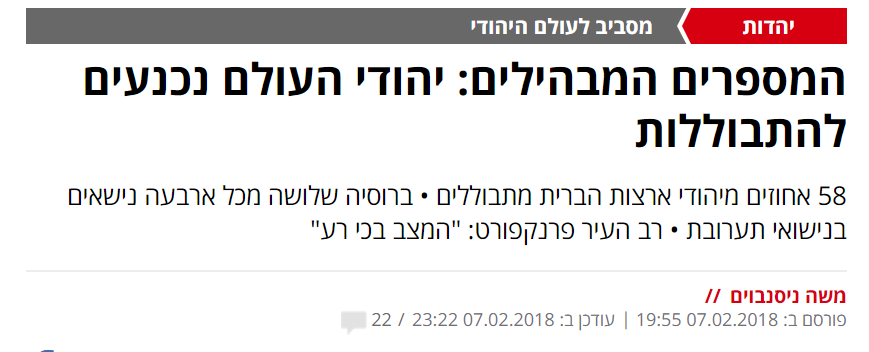 יהדות
מסביב לעולם היהודי
המספרים המבהילים: יהודי העולם נכנעים
להתבוללות
58 אחוזים מיהודי ארצות הברית מתבוללים • ברוסיה שלושה מכל ארבעה נישאים
בנישואי תערובת • רב העיר פרנקפורט: "המצב בכי רע"
משה ניסנבוים //
פורסם ב: 07.02.2018 19:55 | עודכן ב: 07.02.2018 23:22 / 22